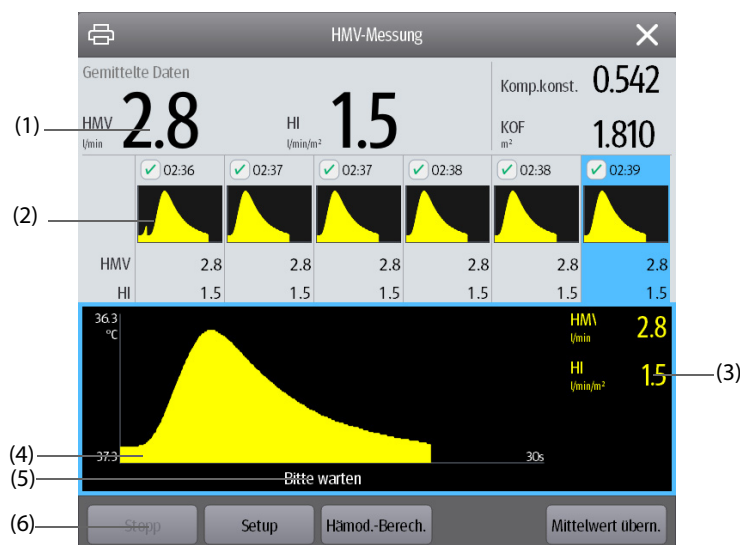 HMV-Messung
Gemittelte Daten
HMV l/min 2.8 HI l/min/m² 1.5
Komp.konst. 0.542
KOF m² 1.810
(1)
02:36 02:37 02:37 02:38 02:38 02:39
(2)
HMV 2.8 2.8 2.8 2.8 2.8 2.8
HI 1.5 1.5 1.5 1.5 1.5 1.5
36.3
°C
HM\ l/min 2.8
HI l/min/m² 1.5
(3)
(4)
37.3 30s
(5)
Bitte warten
(6)
Stopp Setup Hämod.-Berech. Mittelwert übern.